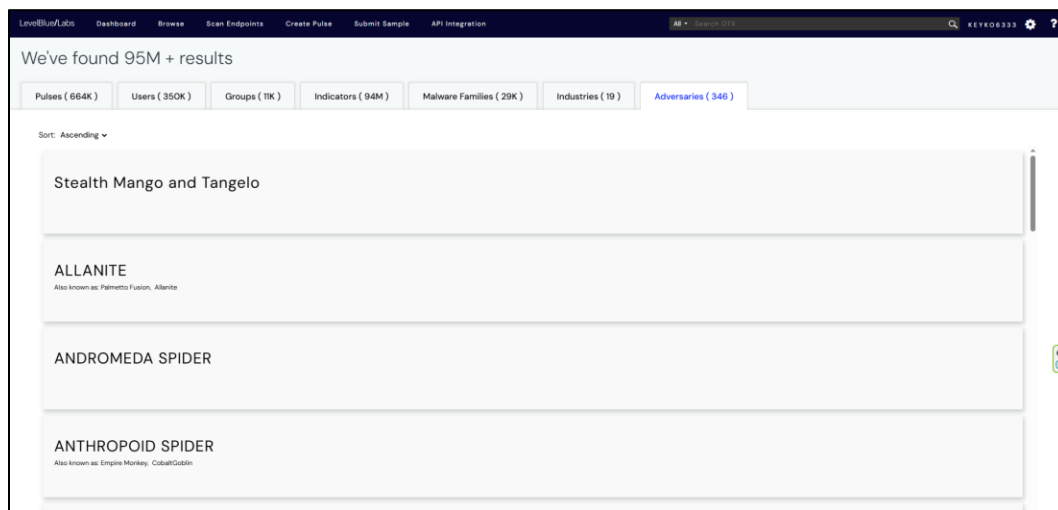 LevelBlue/Labs Dashboard Browse Scan Endpoints Create Pulse Submit Sample API Integration All Search OTX KEYKO6333 ?
We've found 95M + results
Pulses ( 664K ) Users ( 350K ) Groups ( 11K ) Indicators ( 94M ) Malware Families ( 29K ) Industries ( 19 ) Adversaries ( 346 )
Sort: Ascending
Stealth Mango and Tangelo
ALLANITE
Also known as: Palmetto Fusion, Allanite
ANDROMEDA SPIDER
ANTHROPOID SPIDER
Also known as: Empire Monkey, CobaltGoblin